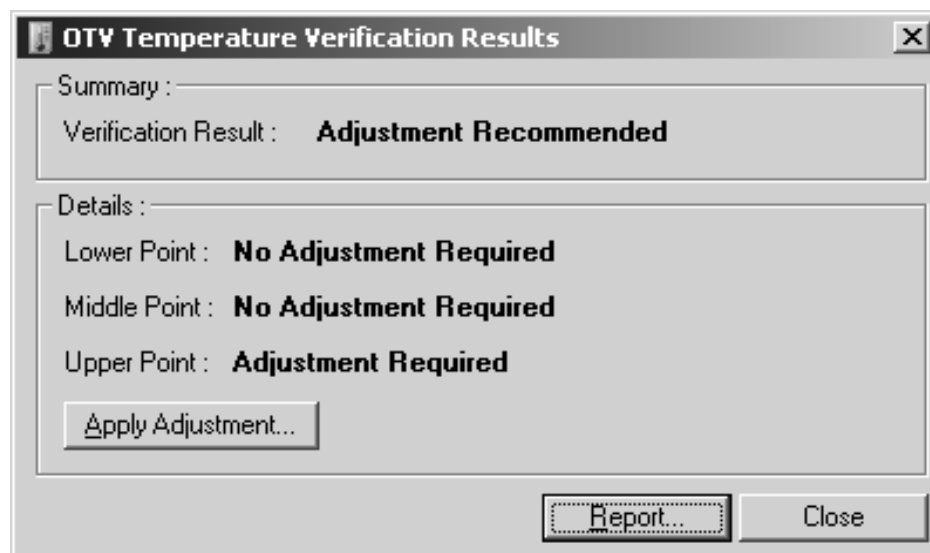 OTV Temperature Verification Results
Summary :
Verification Result : Adjustment Recommended
Details :
Lower Point : No Adjustment Required
Middle Point : No Adjustment Required
Upper Point : Adjustment Required
Apply Adjustment...
Report... Close